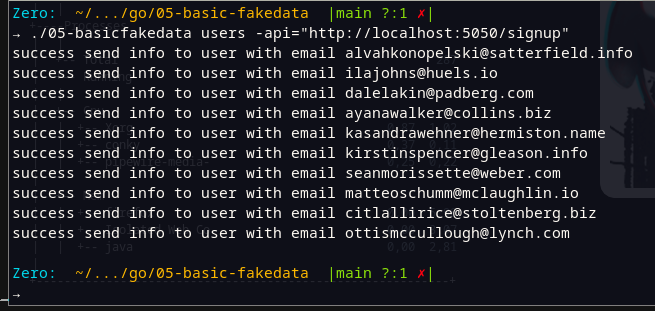 Zero:  ~/.../go/05-basic-fakedata  |main ?:1 ✗|
→ ./05-basicfakedata users -api="http://localhost:5050/signup"
success send info to user with email alvahkonopelski@satterfield.info
success send info to user with email ilajohns@huels.io
success send info to user with email dalelakin@padberg.com
success send info to user with email ayanawalker@collins.biz
success send info to user with email kasandrawehner@hermiston.name
success send info to user with email kirstinspencer@gleason.info
success send info to user with email seanmorissette@weber.com
success send info to user with email matteoschumm@mclaughlin.io
success send info to user with email citlalliric​e@stoltenberg.biz
success send info to user with email ottismccullough@lynch.com
+-- java 0,00 2,81
Zero:  ~/.../go/05-basic-fakedata  |main ?:1 ✗|
→